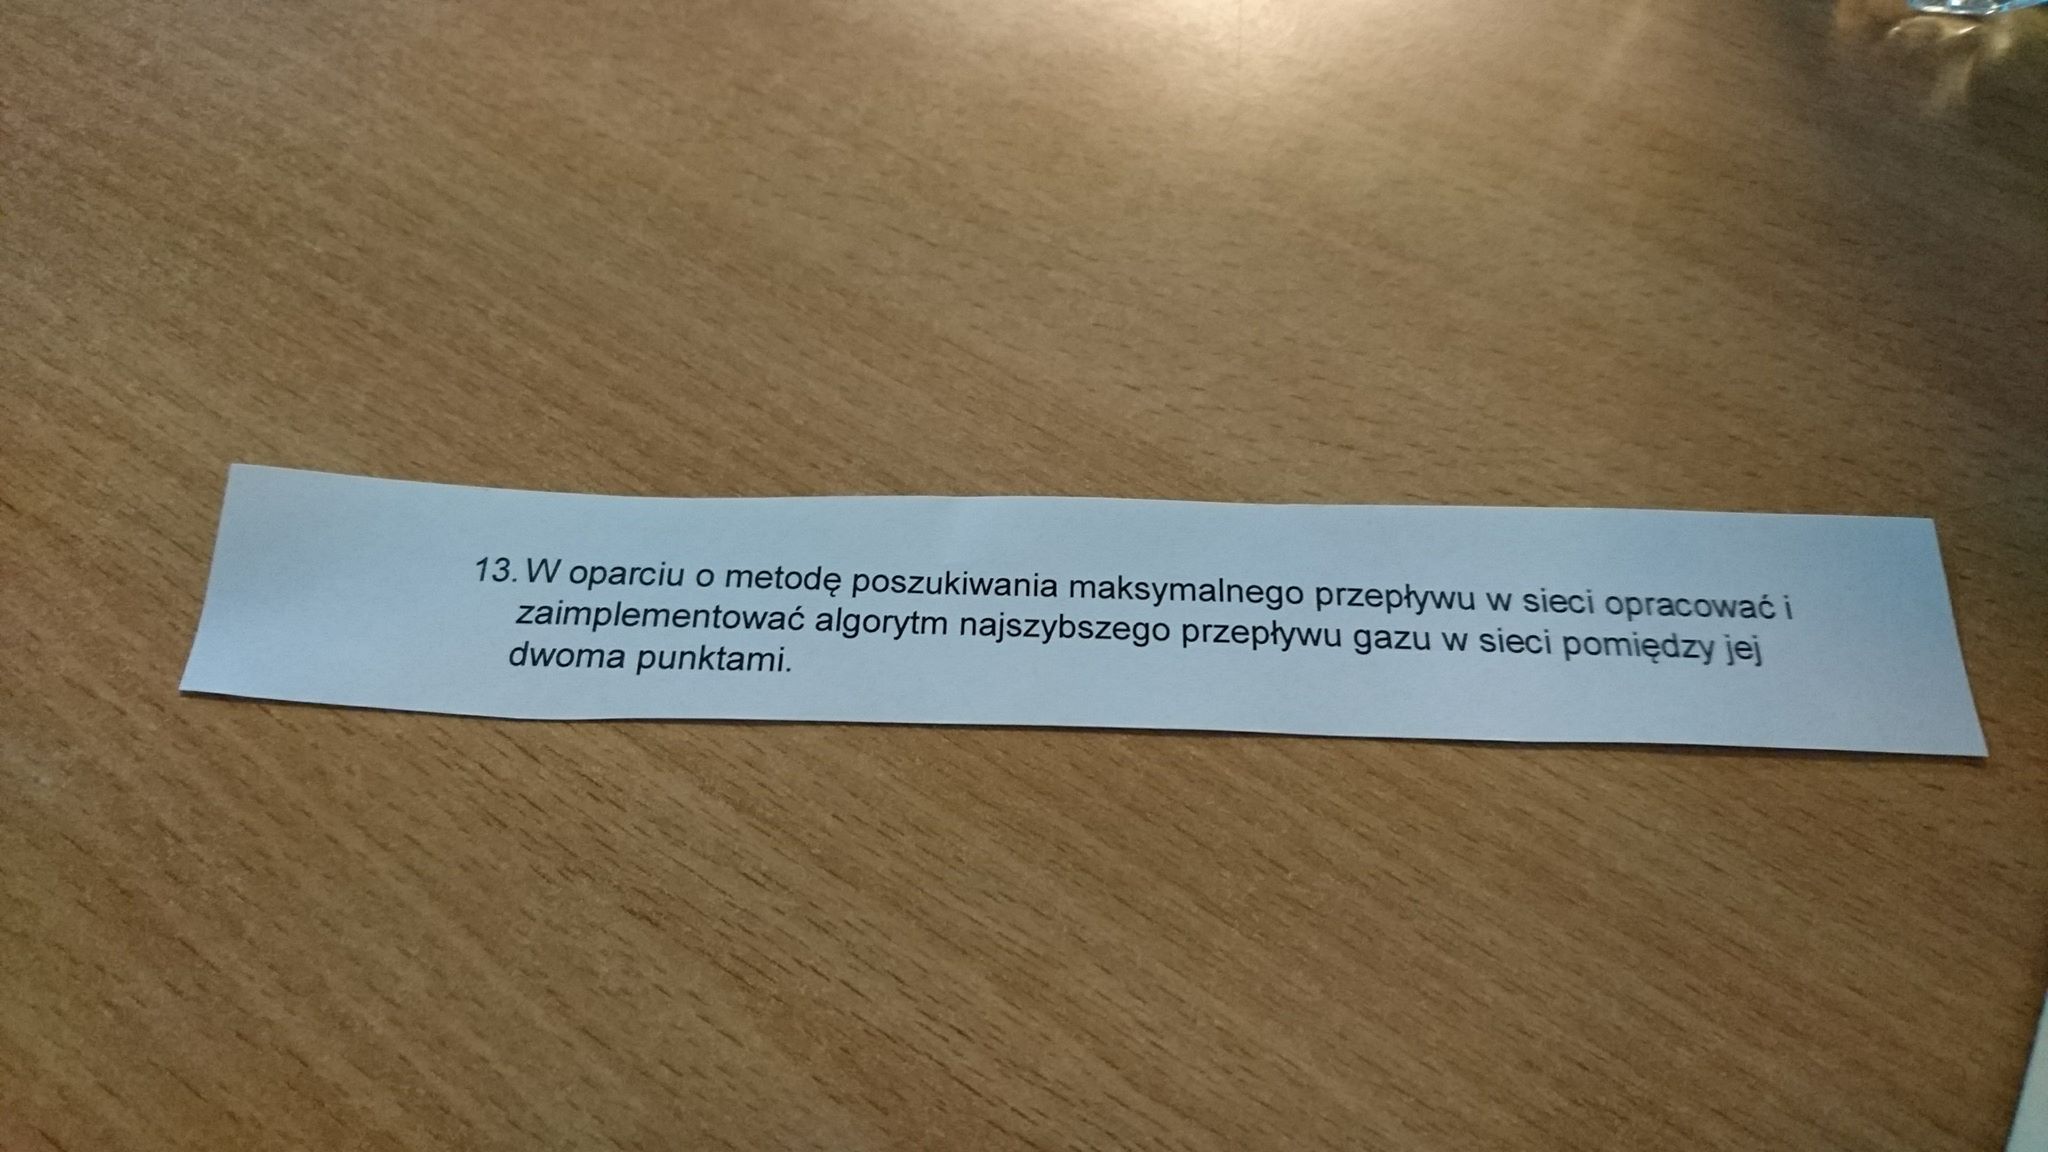 13. W oparciu o metodę poszukiwania maksymalnego przepływu w sieci opracować i
zaimplementować algorytm najszybszego przepływu gazu w sieci pomiędzy jej
dwoma punktami.